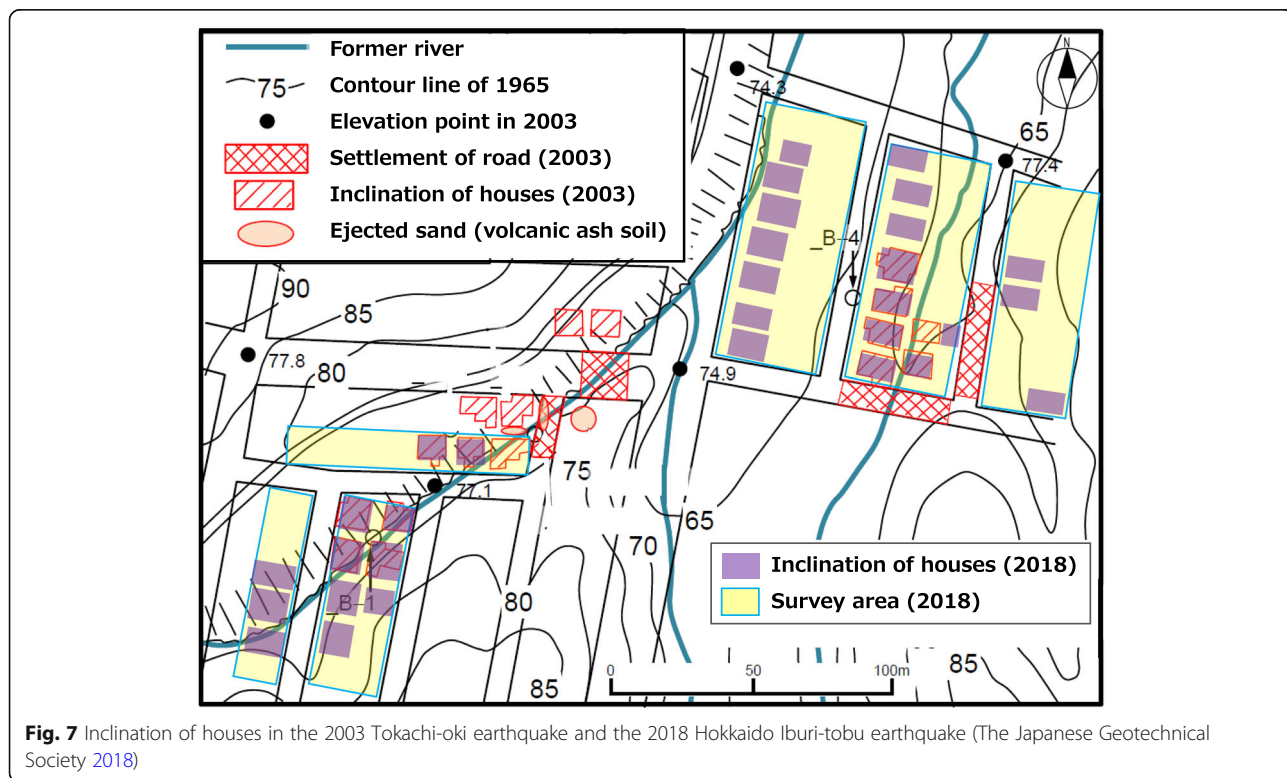 Former river
75
Contour line of 1965
Elevation point in 2003
Settlement of road (2003)
Inclination of houses (2003)
Ejected sand (volcanic ash soil)
N
74.3
65
77.4
_B-4
90
85
77.8
80
74.9
75
77.1
65
70
_B-1
80
85
85
Inclination of houses (2018)
Survey area (2018)
0 50 100m
Fig. 7 Inclination of houses in the 2003 Tokachi-oki earthquake and the 2018 Hokkaido Iburi-tobu earthquake (The Japanese Geotechnical
Society 2018)